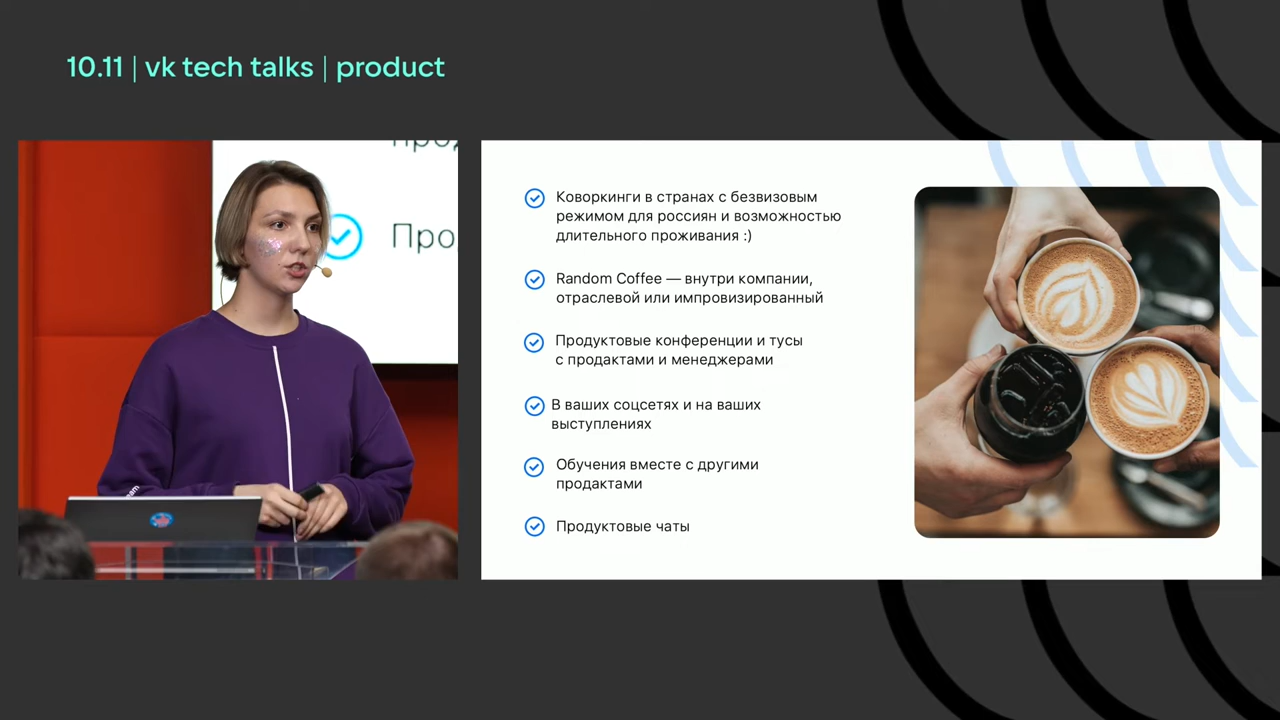 10.11 | vk tech talks | product
Про
Коворкинги в странах с безвизовым
режимом для россиян и возможностью
длительного проживания :)
Random Coffee — внутри компании,
отраслевой или импровизированный
Продуктовые конференции и тусы
с продактами и менеджерами
В ваших соцсетях и на ваших
выступлениях
Обучения вместе с другими
продактами
Продуктовые чаты